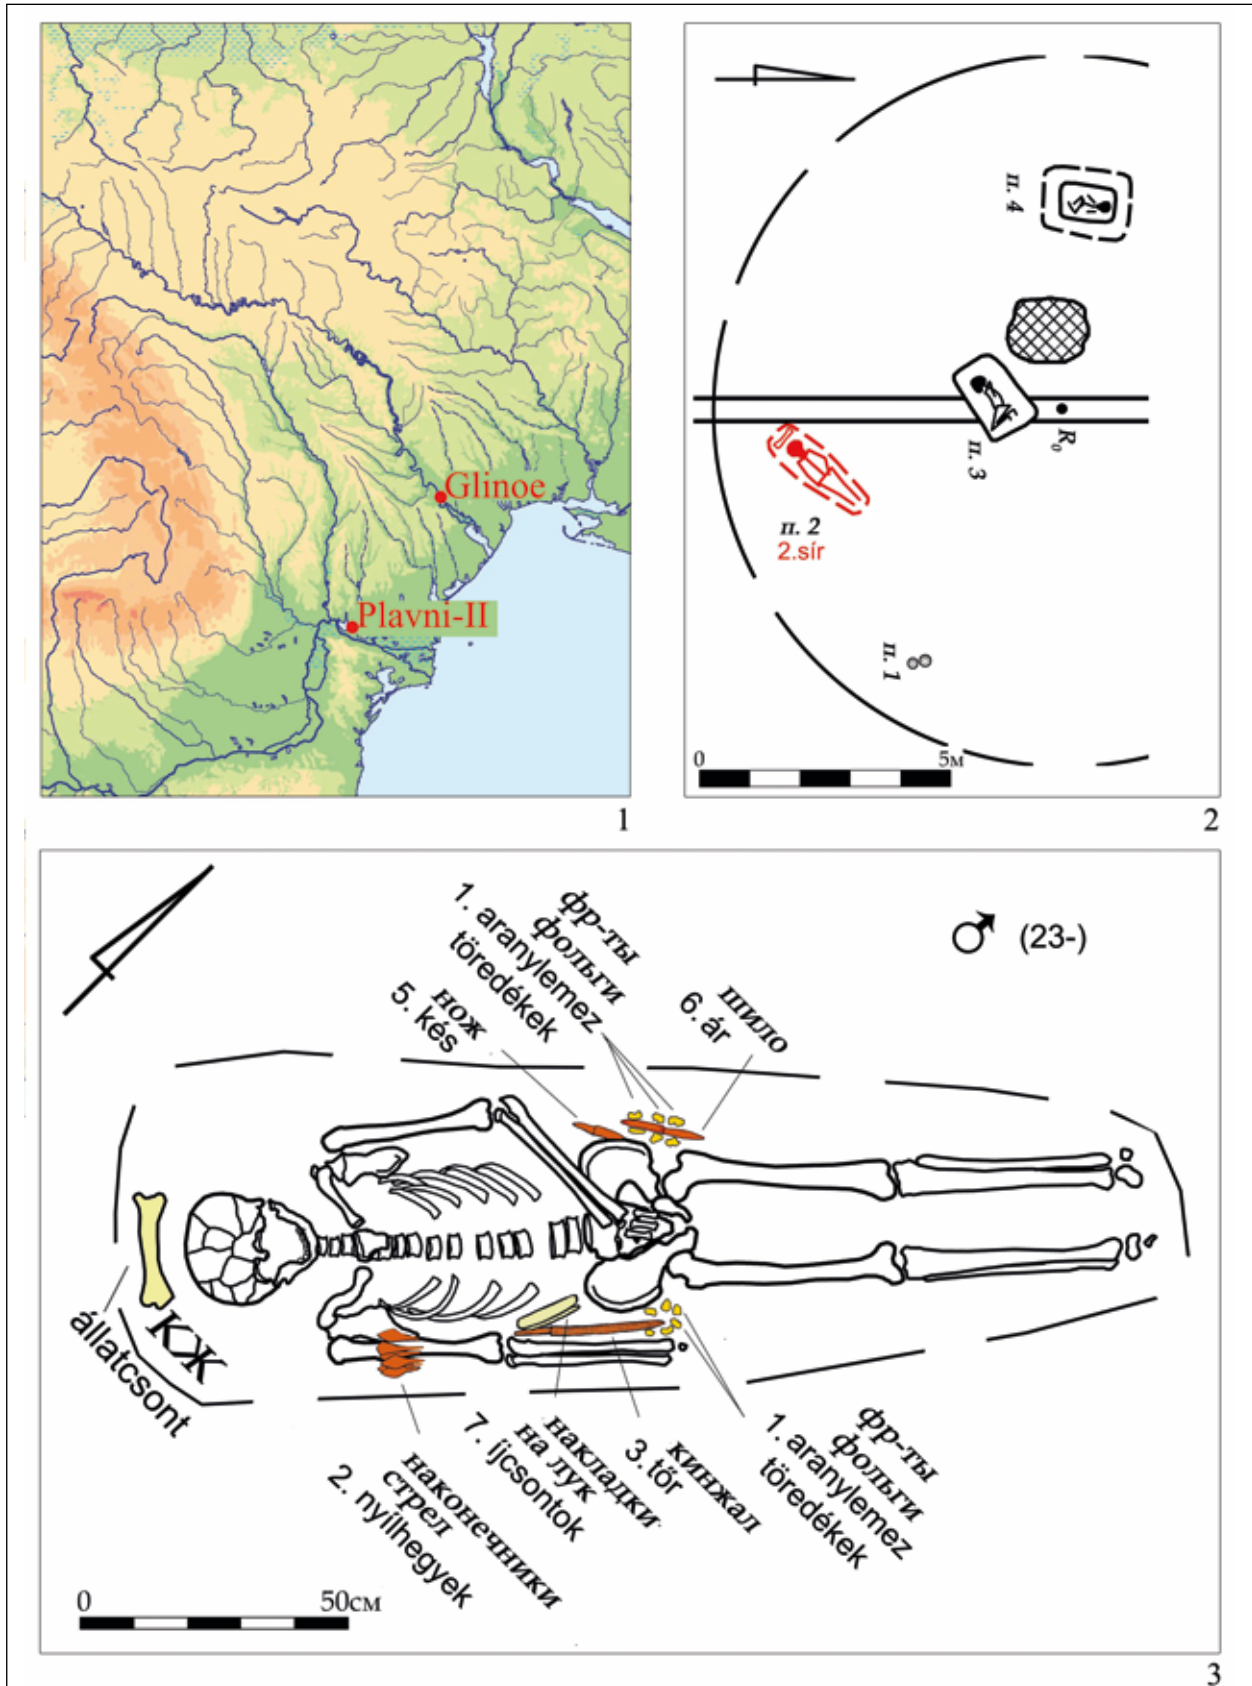 Glinoe
Plavni-II
1
п. 4
R₀
п. 3
п. 2
2.sír
п. 1
0
5м
2
фр-ты
фольги
1. aranylemez
töredékek
нож
5. kés
шило
6. ár
♂ (23-)
állatcsont
КЖ
наконечники
стрел
2. nyílhegyek
накладки
на лук
7. íjcsontok
кинжал
3. tőr
фр-ты
фольги
1. aranylemez
töredékek
0
50см
3